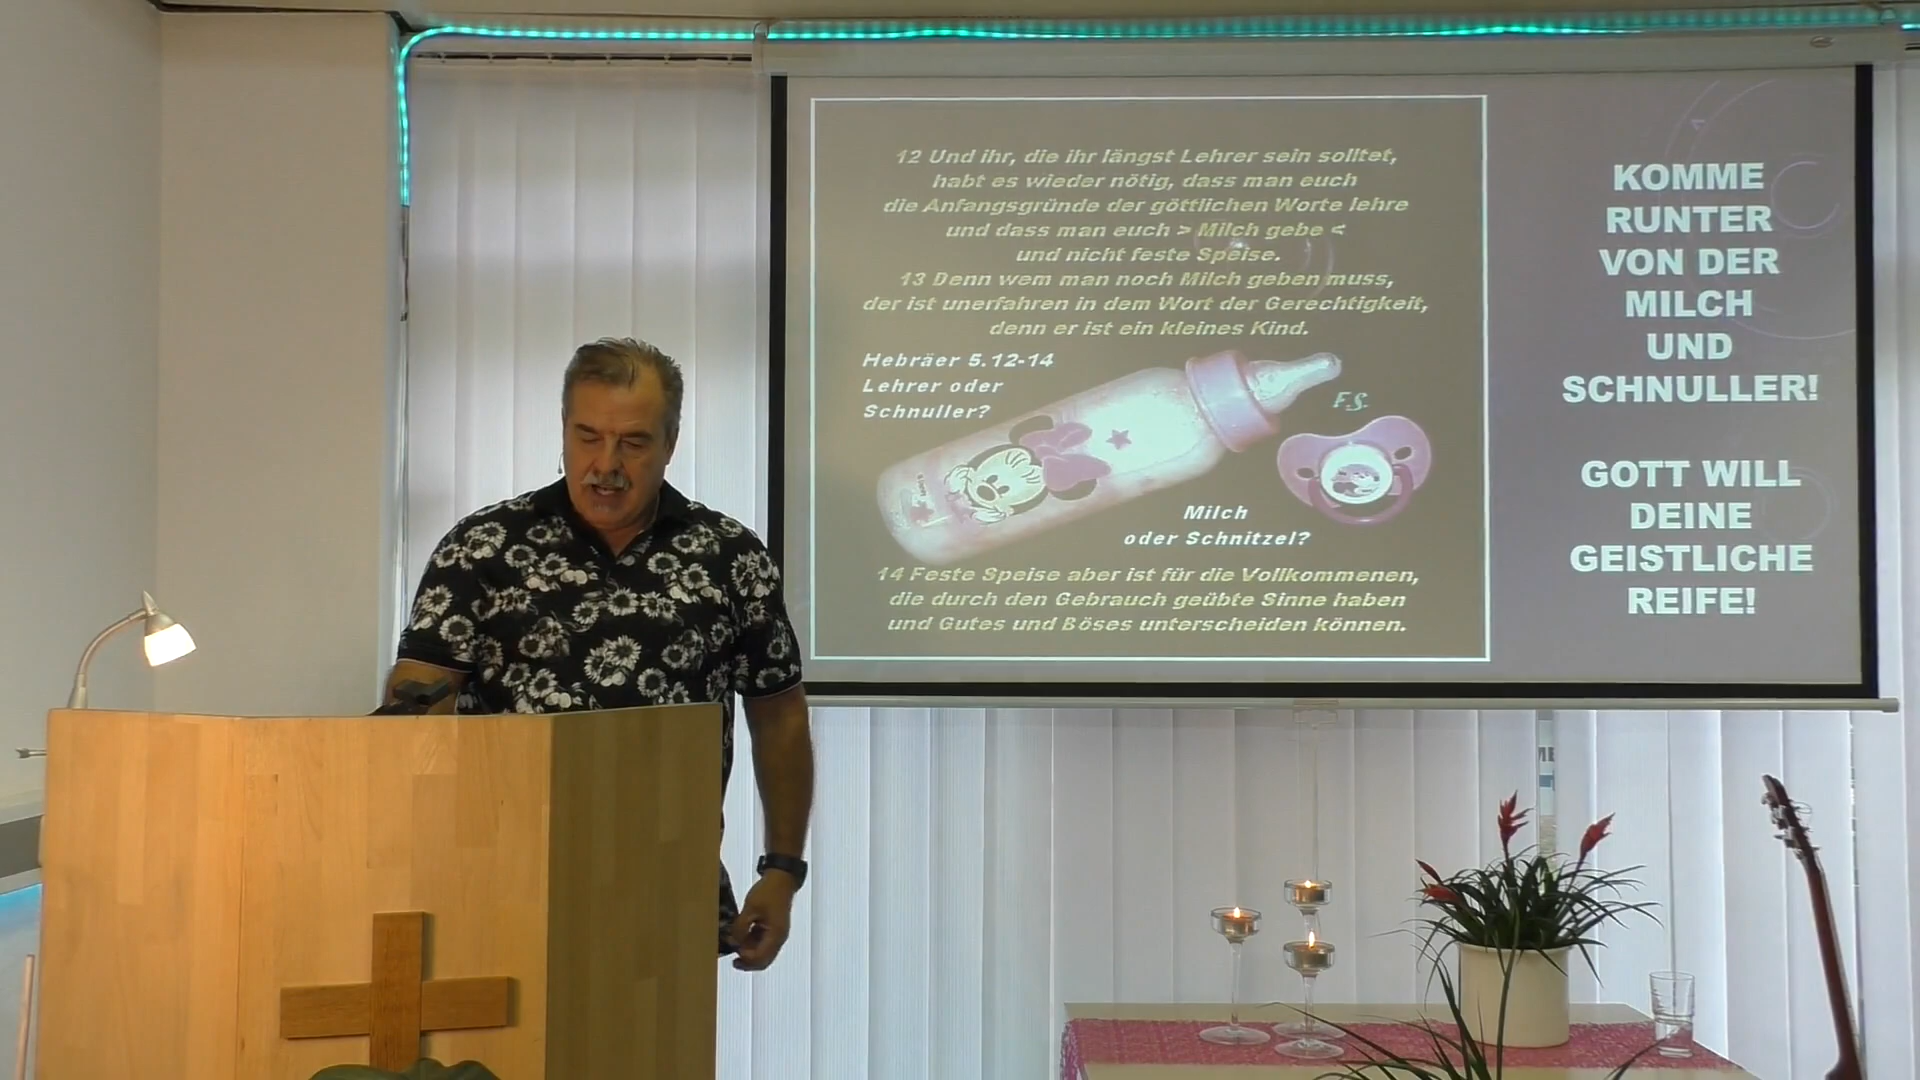 12 Und ihr, die ihr längst Lehrer sein solltet,
habt es wieder nötig, dass man euch
die Anfangsgründe der göttlichen Worte lehre
und dass man euch > Milch gebe <
und nicht feste Speise.
13 Denn wem man noch Milch geben muss,
der ist unerfahren in dem Wort der Gerechtigkeit,
denn er ist ein kleines Kind.
Hebräer 5.12-14
Lehrer oder
Schnuller?
F.S.
Milch
oder Schnitzel?
14 Feste Speise aber ist für die Vollkommenen,
die durch den Gebrauch geübte Sinne haben
und Gutes und Böses unterscheiden können.
KOMME
RUNTER
VON DER
MILCH
UND
SCHNULLER!
GOTT WILL
DEINE
GEISTLICHE
REIFE!